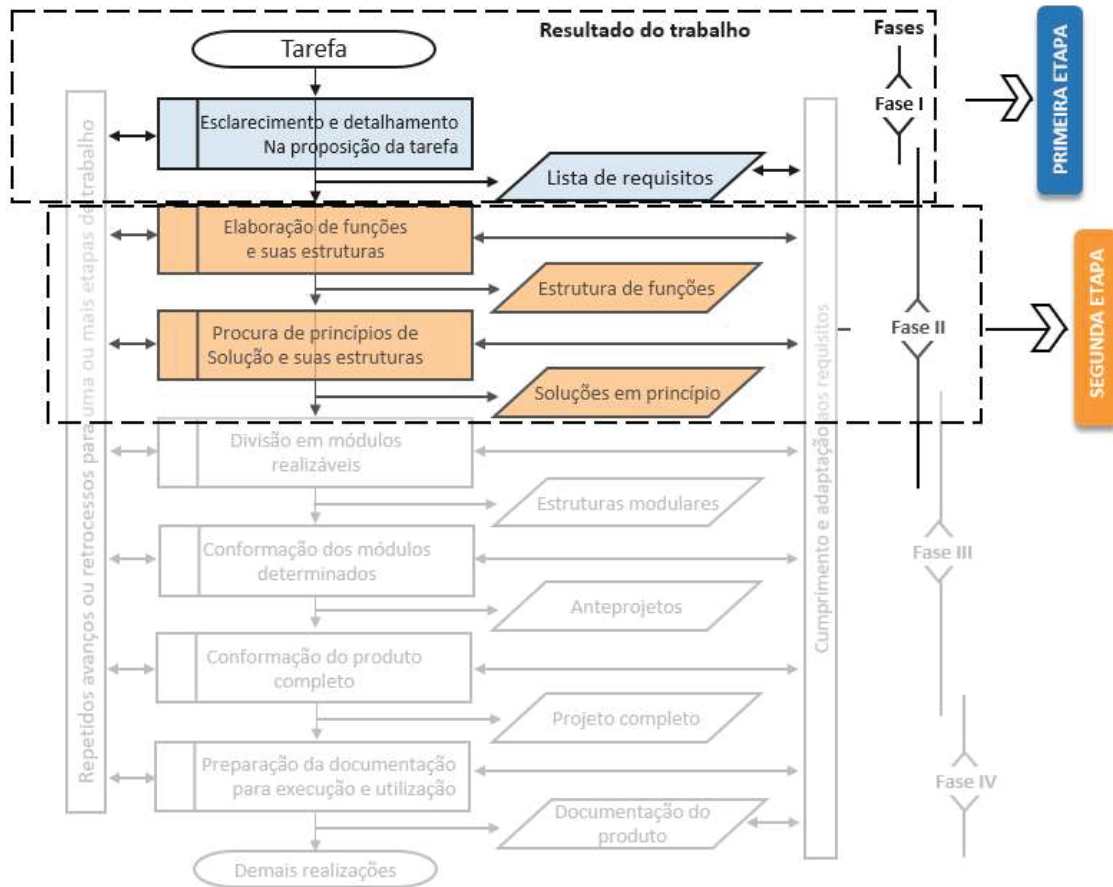 Resultado do trabalho
Fases
Tarefa
Fase I
PRIMEIRA ETAPA
Esclarecimento e detalhamento
Na proposição da tarefa
Lista de requisitos
Elaboração de funções
e suas estruturas
Estrutura de funções
Procura de princípios de
Solução e suas estruturas
Fase II
SEGUNDA ETAPA
Soluções em princípio
Divisão em módulos
realizáveis
Estruturas modulares
Conformação dos módulos
determinados
Fase III
Anteprojetos
Conformação do produto
completo
Projeto completo
Preparação da documentação
para execução e utilização
Fase IV
Documentação do
produto
Demais realizações
Repetidos avanços ou retrocessos para uma ou mais etapas de trabalho
Cumprimento e adaptação aos requisitos